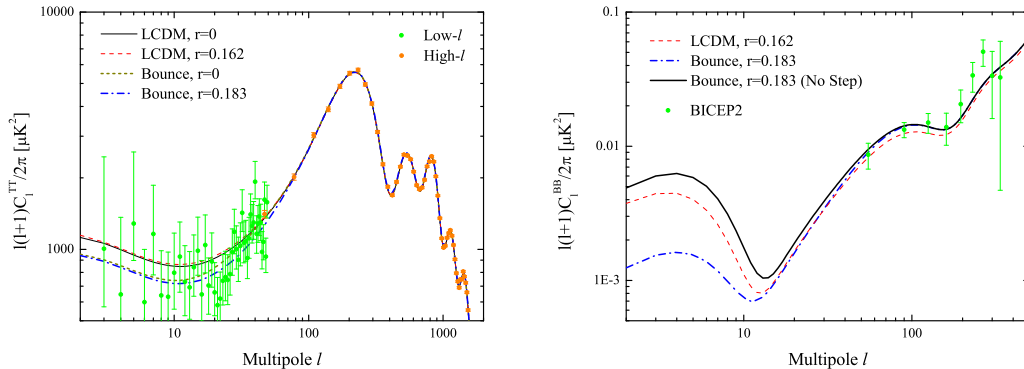 10000
1000
l(l+1)C_l^TT/2π [μK²]
LCDM, r=0
LCDM, r=0.162
Bounce, r=0
Bounce, r=0.183
Low-l
High-l
10
100
1000
Multipole l
0.1
0.01
1E-3
l(l+1)C_l^BB/2π [μK²]
LCDM, r=0.162
Bounce, r=0.183
Bounce, r=0.183 (No Step)
BICEP2
10
100
Multipole l